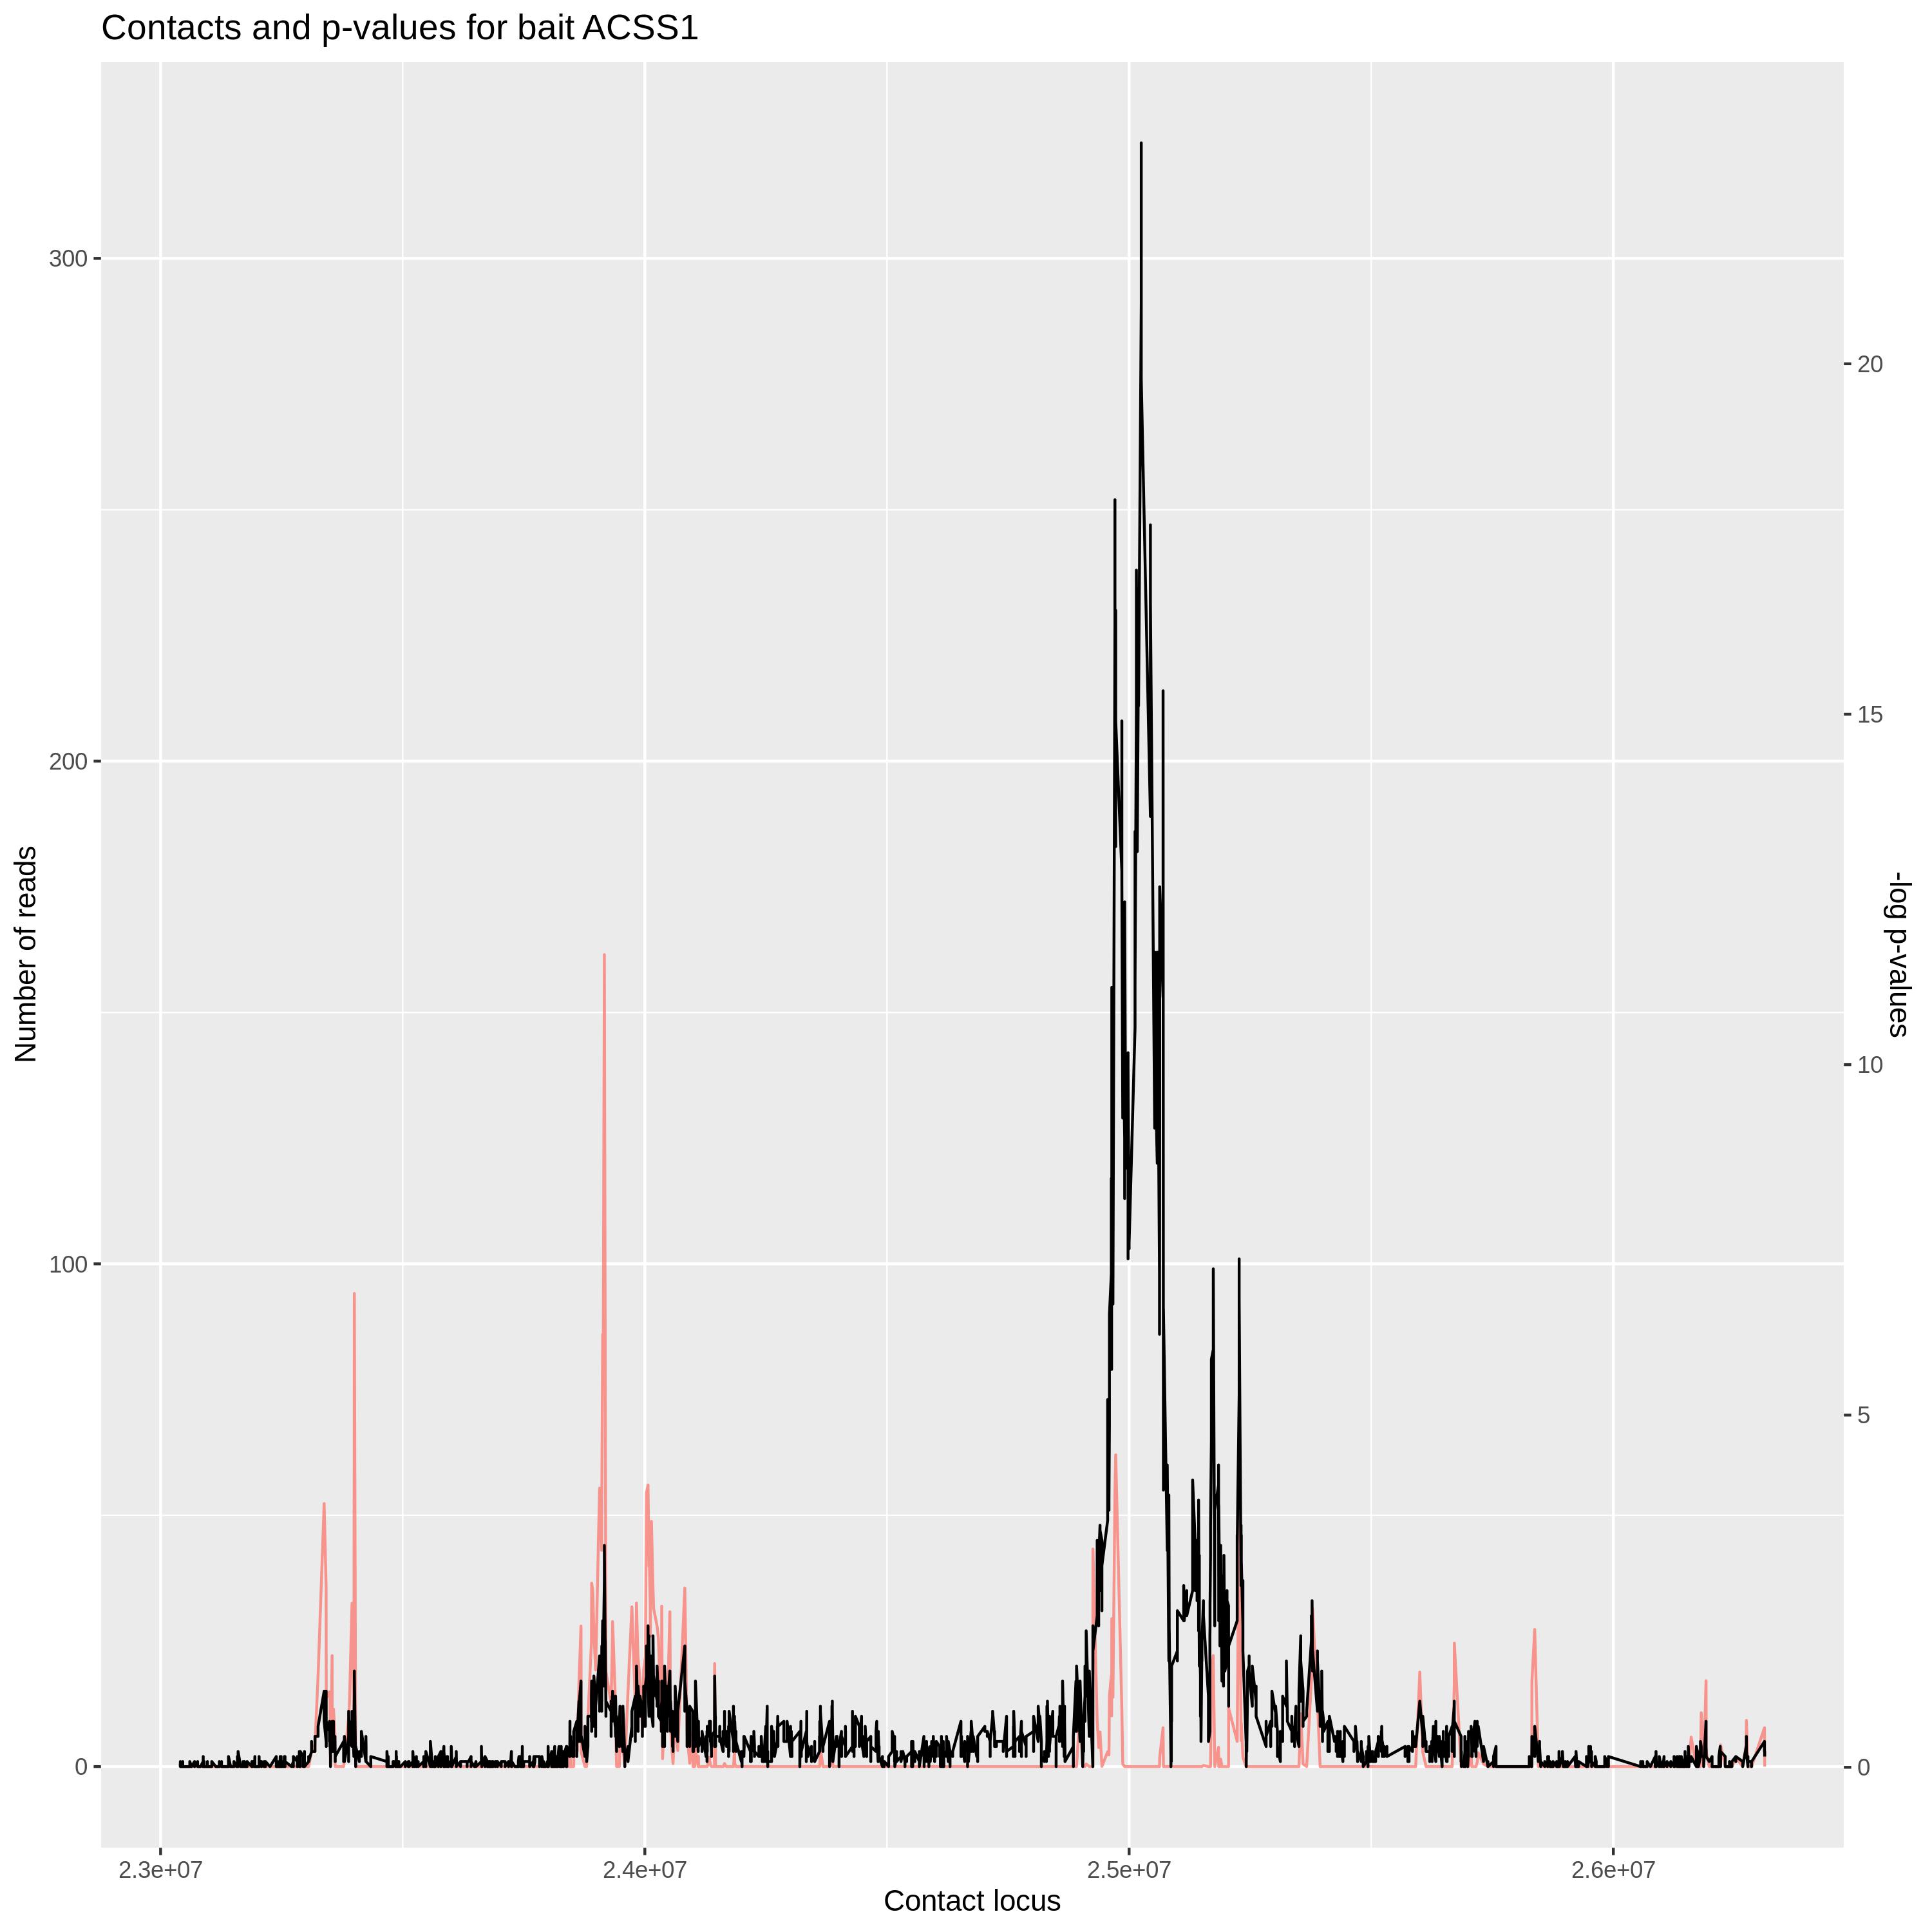 Contacts and p-values for bait ACSS1
300
200
100
0
Number of reads
20
15
10
5
0
-log p-values
2.3e+07 2.4e+07 2.5e+07 2.6e+07
Contact locus